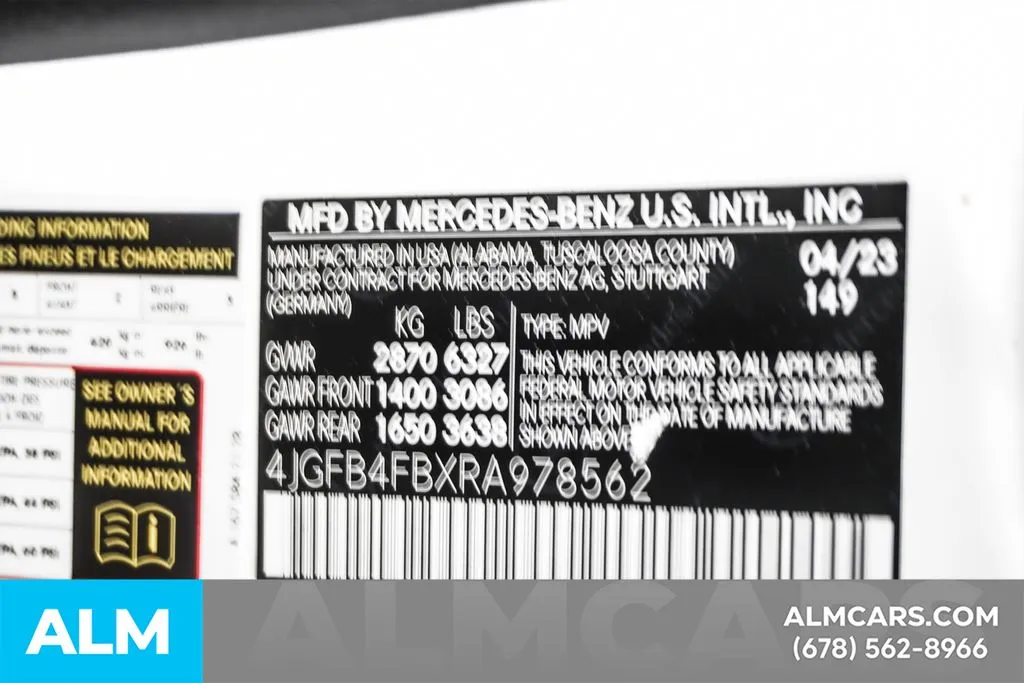 DING INFORMATION
ES PNEUS ET LE CHARGEMENT
SEE OWNER'S
MANUAL FOR
ADDITIONAL
INFORMATION
MFD BY MERCEDES-BENZ U.S. INTL., INC
MANUFACTURED IN USA (ALABAMA, TUSCALOOSA COUNTY)
UNDER CONTRACT FOR MERCEDES-BENZ AG, STUTTGART
(GERMANY)
04/23
149
KG LBS
GVWR 2870 6327
GAWR FRONT 1400 3086
GAWR REAR 1650 3638
TYPE: MPV
THIS VEHICLE CONFORMS TO ALL APPLICABLE
FEDERAL MOTOR VEHICLE SAFETY STANDARDS
IN EFFECT ON THE DATE OF MANUFACTURE
SHOWN ABOVE
4JGFB4FBXRA978562
ALM
ALMCARS
ALMCARS.COM
(678) 562-8966